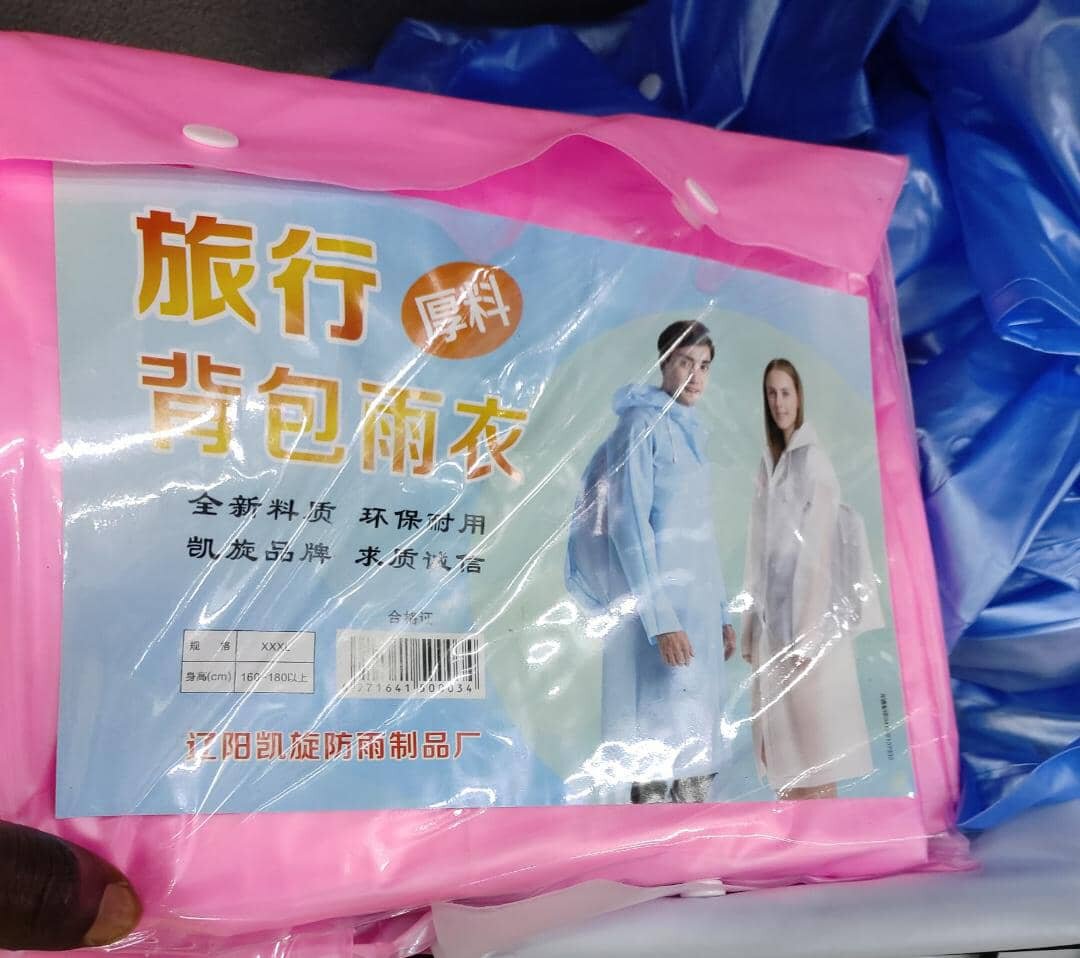 旅行
厚料
背包雨衣
全新料质 环保耐用
凯旋品牌 求质诚信
合格证
规 格 XXXL
身高(cm) 160-180以上
辽阳凯旋防雨制品厂